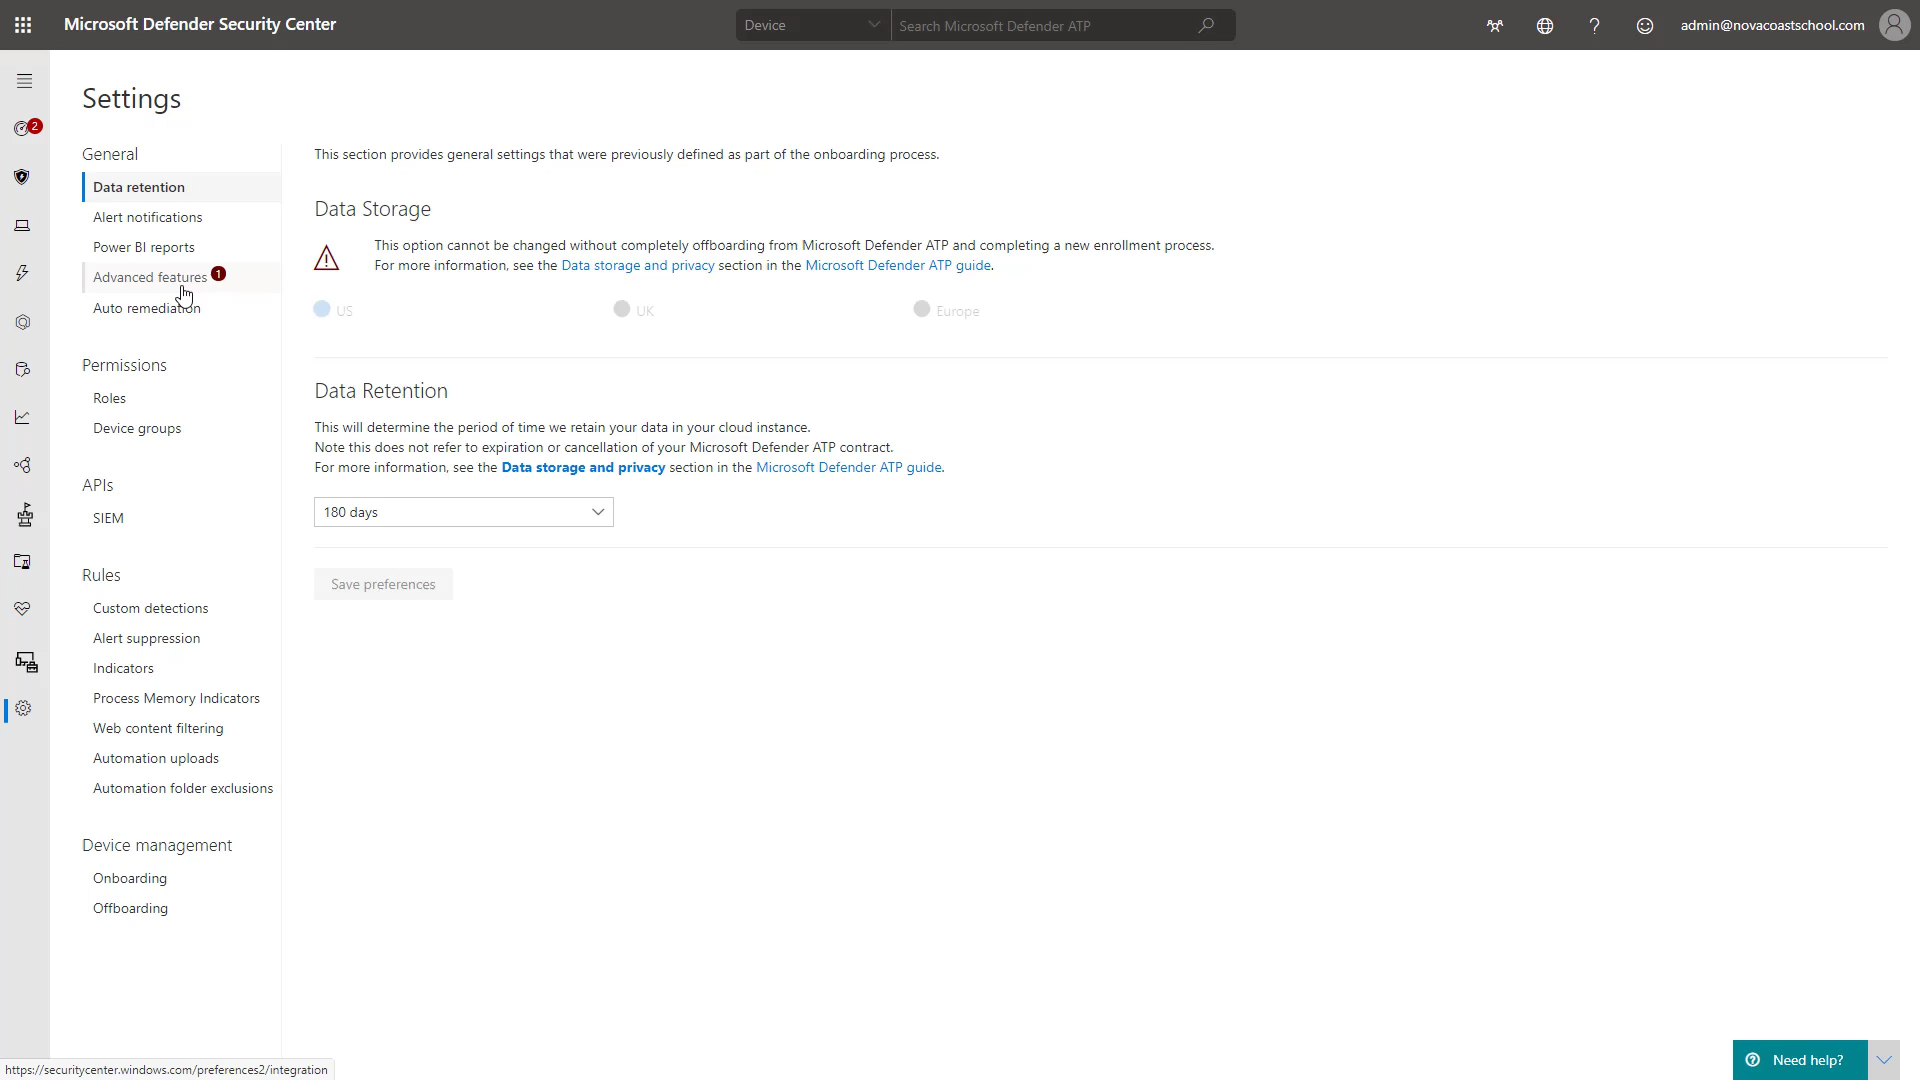 Microsoft Defender Security Center
Device
Search Microsoft Defender ATP
admin@novacoastschool.com
2
Settings
General
Data retention
Alert notifications
Power BI reports
Advanced features 1
Auto remediation
Permissions
Roles
Device groups
APIs
SIEM
Rules
Custom detections
Alert suppression
Indicators
Process Memory Indicators
Web content filtering
Automation uploads
Automation folder exclusions
Device management
Onboarding
Offboarding
This section provides general settings that were previously defined as part of the onboarding process.
Data Storage
This option cannot be changed without completely offboarding from Microsoft Defender ATP and completing a new enrollment process.
For more information, see the Data storage and privacy section in the Microsoft Defender ATP guide.
US
UK
Europe
Data Retention
This will determine the period of time we retain your data in your cloud instance.
Note this does not refer to expiration or cancellation of your Microsoft Defender ATP contract.
For more information, see the Data storage and privacy section in the Microsoft Defender ATP guide.
180 days
Save preferences
Need help?
https://securitycenter.windows.com/preferences2/integration